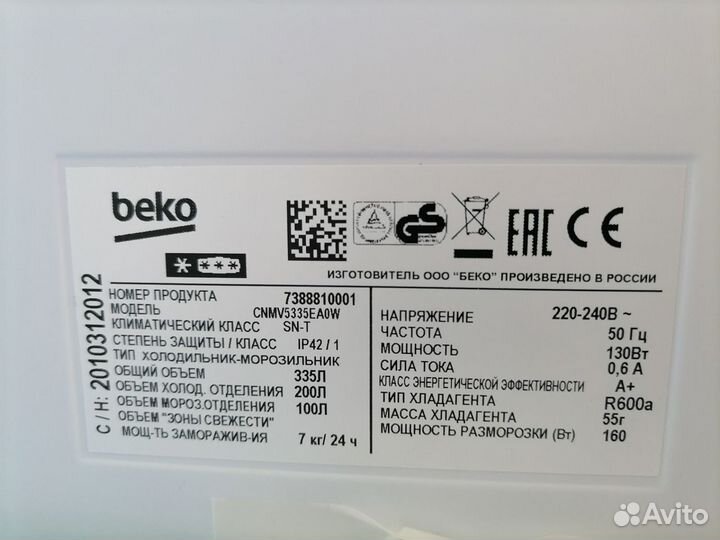 beko
ИЗГОТОВИТЕЛЬ ООО "БЕКО" ПРОИЗВЕДЕНО В РОССИИ
С / Н: 2010312012
НОМЕР ПРОДУКТА 7388810001
МОДЕЛЬ CNMV5335EA0W
КЛИМАТИЧЕСКИЙ КЛАСС SN-T
СТЕПЕНЬ ЗАЩИТЫ / КЛАСС IP42 / 1
ТИП ХОЛОДИЛЬНИК-МОРОЗИЛЬНИК
ОБЩИЙ ОБЪЕМ 335Л
ОБЪЕМ ХОЛОД. ОТДЕЛЕНИЯ 200Л
ОБЪЕМ МОРОЗ.ОТДЕЛЕНИЯ 100Л
ОБЪЕМ "ЗОНЫ СВЕЖЕСТИ"
МОЩ-ТЬ ЗАМОРАЖИВ-ИЯ 7 кг/ 24 ч
НАПРЯЖЕНИЕ 220-240В ~
ЧАСТОТА 50 Гц
МОЩНОСТЬ 130Вт
СИЛА ТОКА 0,6 А
КЛАСС ЭНЕРГЕТИЧЕСКОЙ ЭФФЕКТИВНОСТИ А+
ТИП ХЛАДАГЕНТА R600a
МАССА ХЛАДАГЕНТА 55г
МОЩНОСТЬ РАЗМОРОЗКИ (Вт) 160
Avito